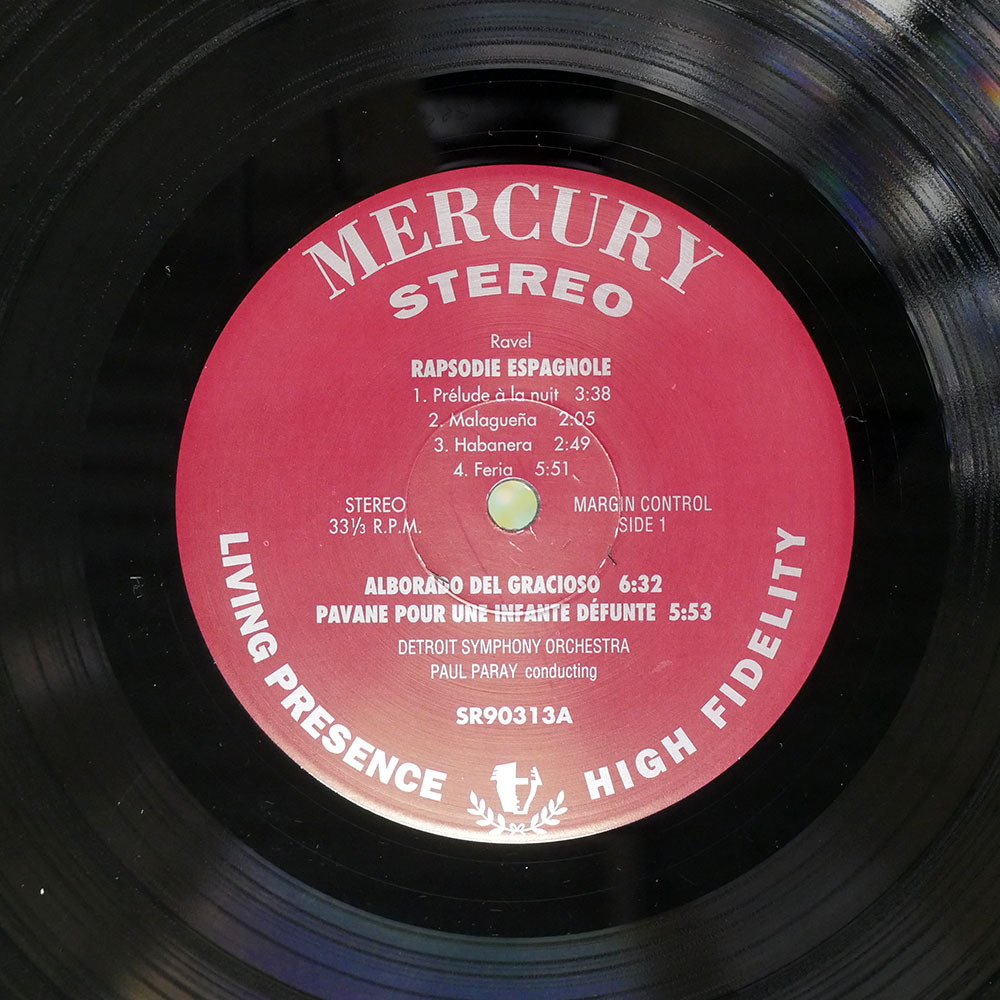 MERCURY
STEREO
Ravel
RAPSODIE ESPAGNOLE
1. Prélude à la nuit 3:38
2. Malagueña 2:05
3. Habanera 2:49
4. Feria 5:51
STEREO
33⅓ R.P.M.
MARGIN CONTROL
SIDE 1
ALBORADO DEL GRACIOSO 6:32
PAVANE POUR UNE INFANTE DÉFUNTE 5:53
DETROIT SYMPHONY ORCHESTRA
PAUL PARAY conducting
SR90313A
LIVING PRESENCE
HIGH FIDELITY